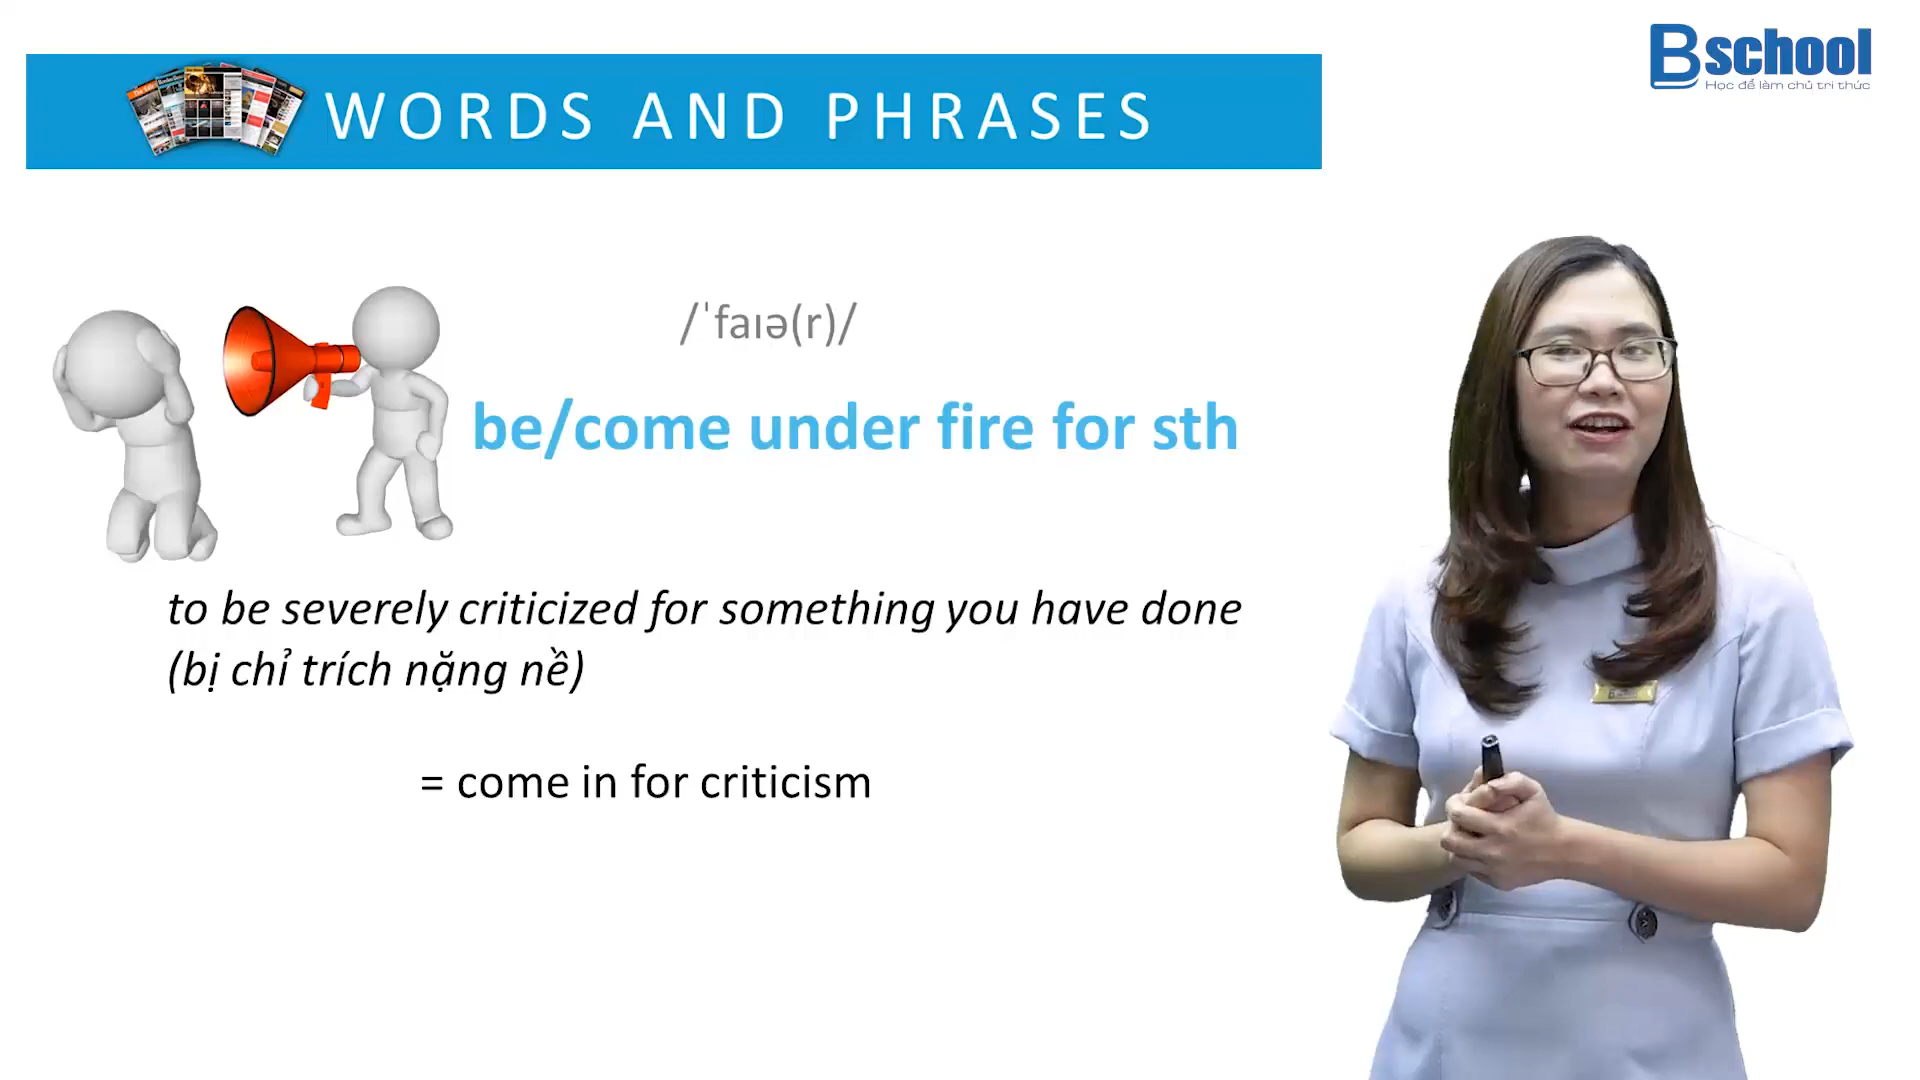 Bschool
Học để làm chủ tri thức
WORDS AND PHRASES
/ˈfaɪə(r)/
be/come under fire for sth
to be severely criticized for something you have done
(bị chỉ trích nặng nề)
= come in for criticism